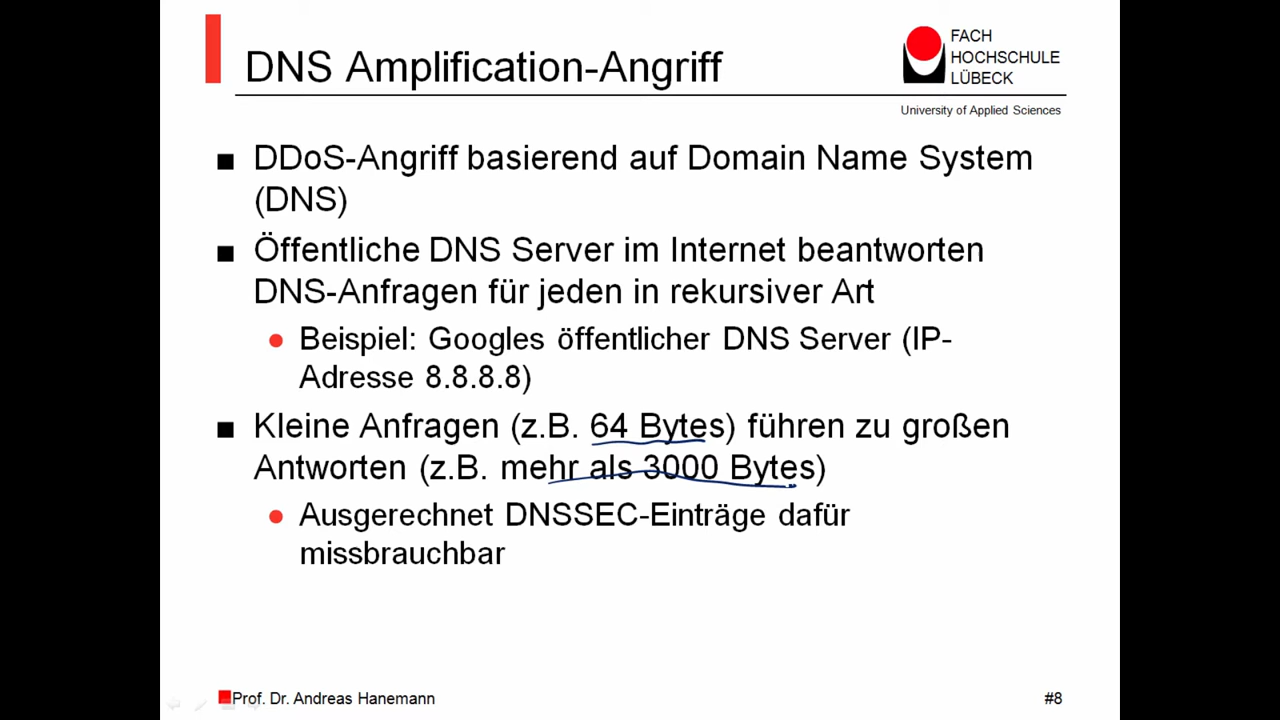 DNS Amplification-Angriff
FACH
HOCHSCHULE
LÜBECK
University of Applied Sciences
DDoS-Angriff basierend auf Domain Name System
(DNS)
Öffentliche DNS Server im Internet beantworten
DNS-Anfragen für jeden in rekursiver Art
Beispiel: Googles öffentlicher DNS Server (IP-
Adresse 8.8.8.8)
Kleine Anfragen (z.B. 64 Bytes) führen zu großen
Antworten (z.B. mehr als 3000 Bytes)
Ausgerechnet DNSSEC-Einträge dafür
missbrauchbar
Prof. Dr. Andreas Hanemann
#8